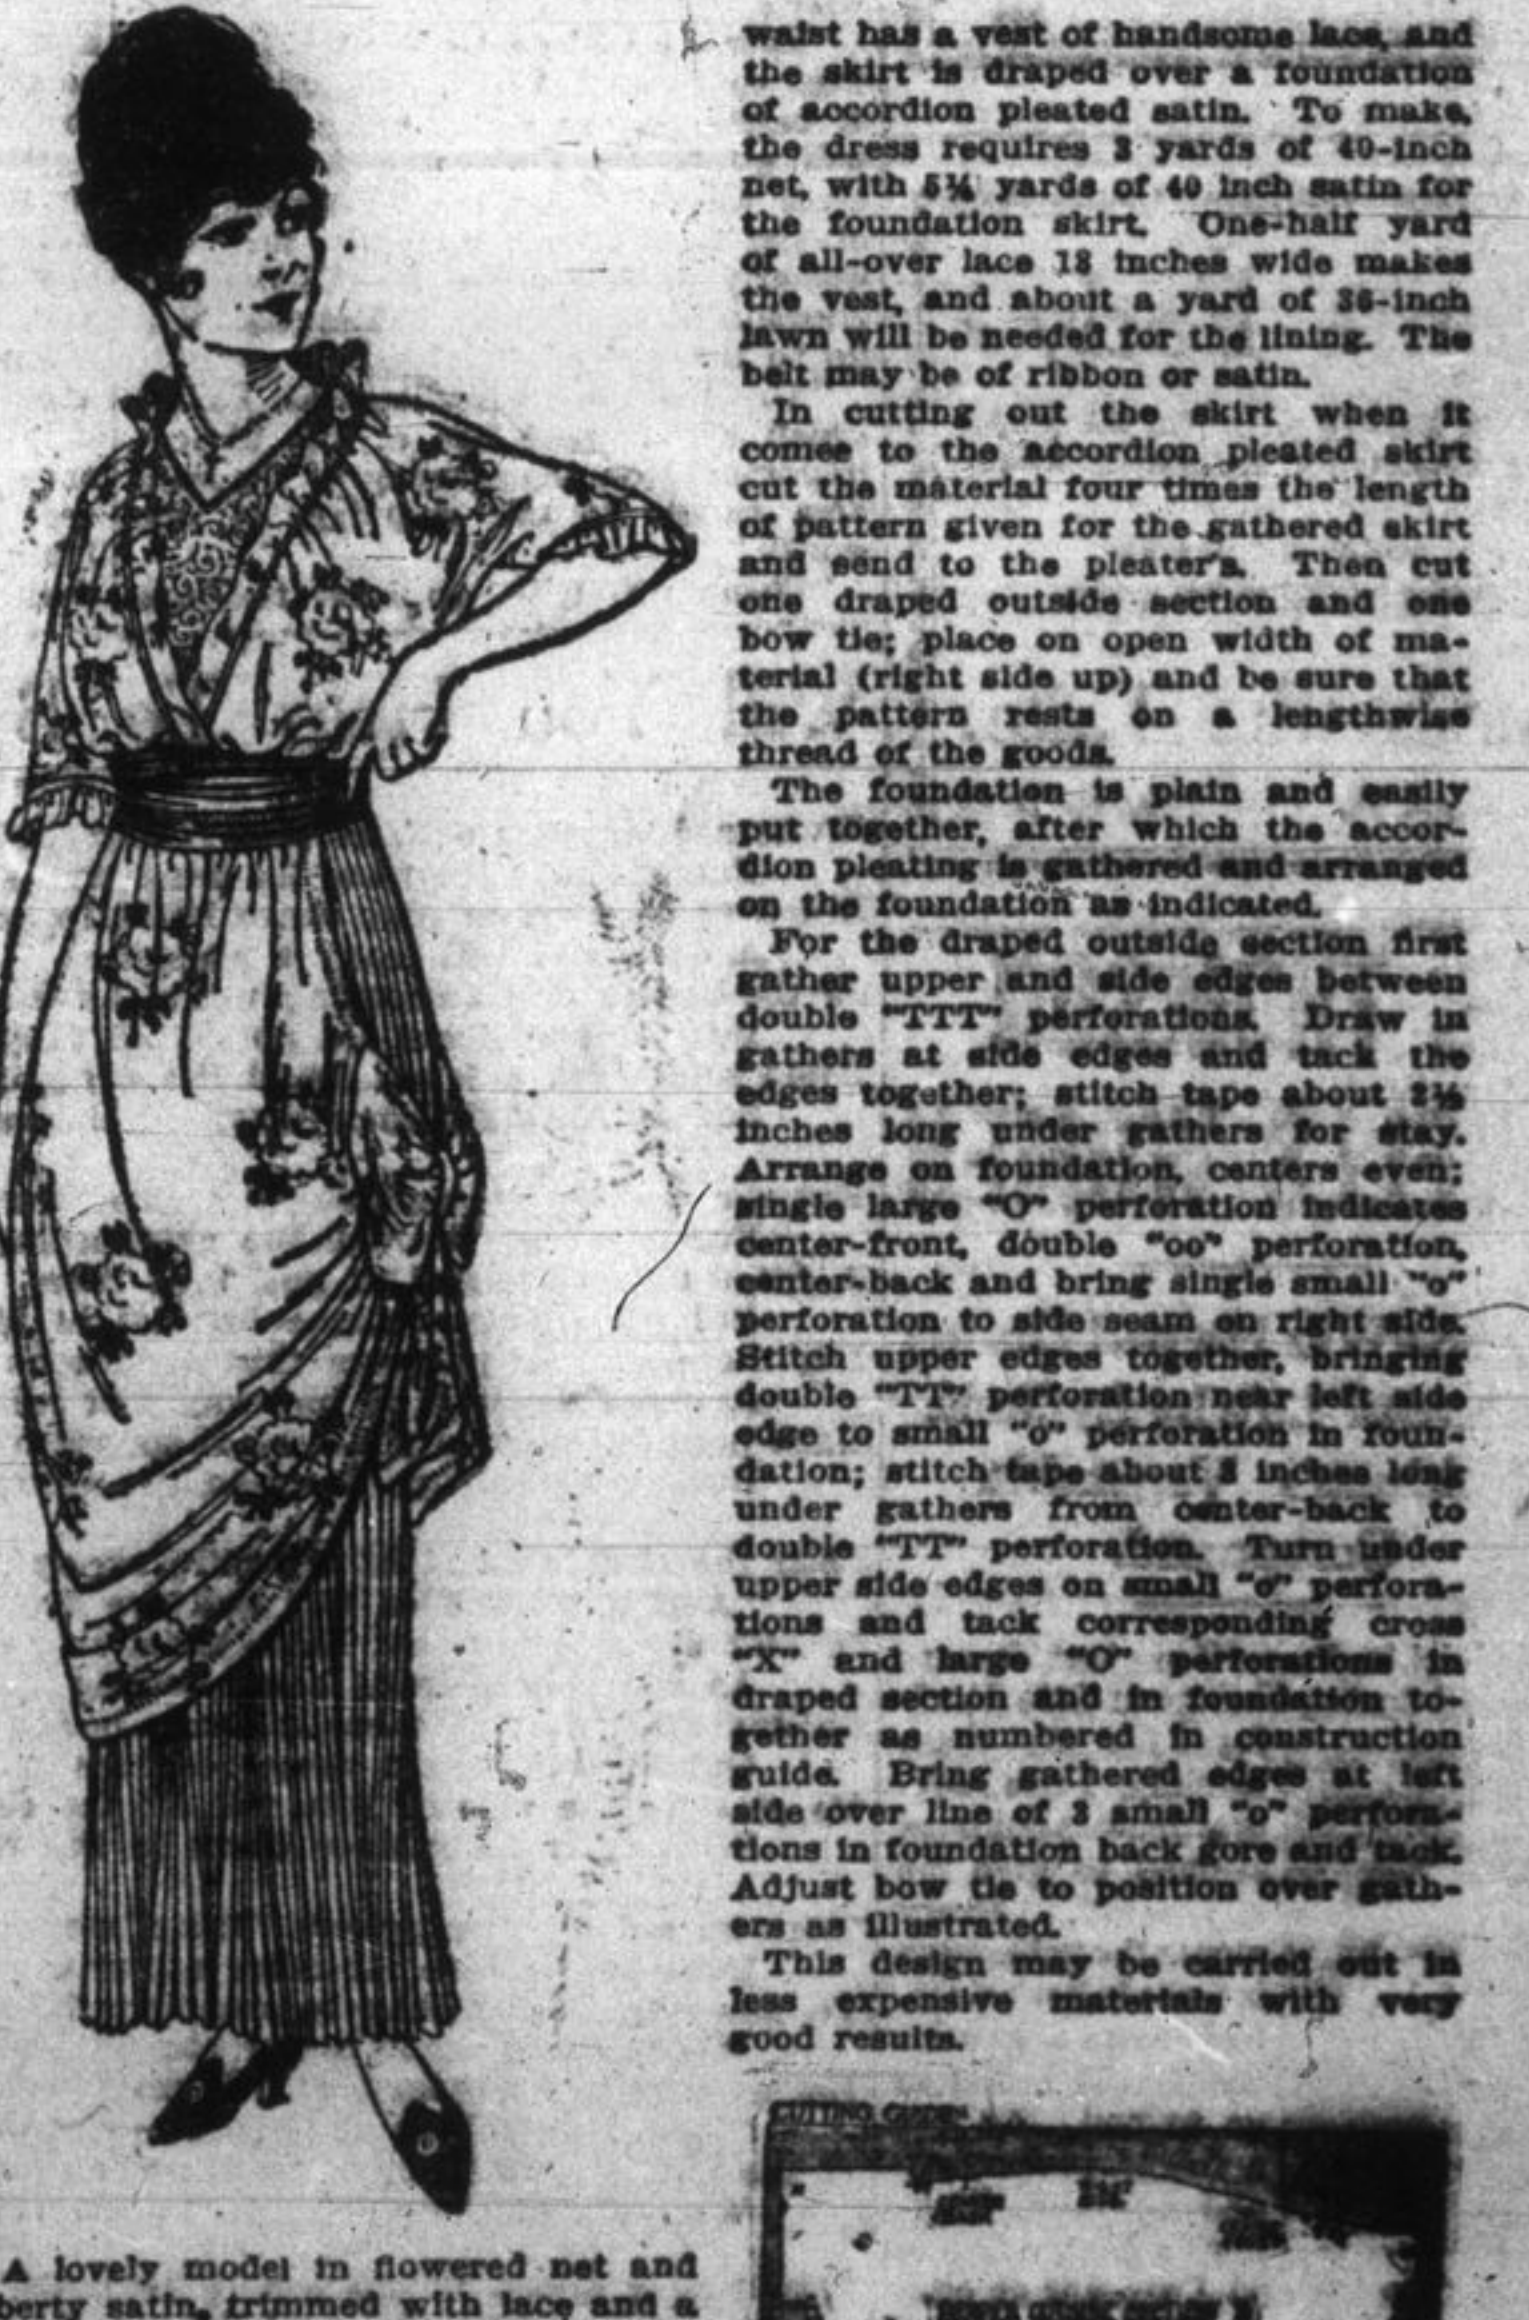 waist has a vest of handsome lace, and
the skirt is draped over a foundation
of accordion pleated satin. To make,
the dress requires yards of 40-inch
net, with 5¼ yards of 40 inch satin for
the foundation skirt. One-half yard
of all-over lace 18 inches wide makes
the vest, and about a yard of 36-inch
lawn will be needed for the lining. The
belt may be of ribbon or satin.
In cutting out the skirt when it
comes to the accordion pleated skirt
cut the material four times the length
of pattern given for the gathered skirt
and send to the pleater's. Then cut
one draped outside section and one
bow tie; place on open width of ma-
terial (right side up) and be sure that
the pattern rests on a lengthwise
thread of the goods.
The foundation is plain and easily
put together, after which the accor-
dion pleating is gathered and arranged
on the foundation as indicated.
For the draped outside section first
gather upper and side edges between
double "TTT" perforations. Draw in
gathers at side edges and tack the
edges together; stitch tape about 2½
inches long under gathers for stay.
Arrange on foundation, centers even;
single large "O" perforation indicates
center-front, double "oo" perforation,
center-back and bring single small "o"
perforation to side seam on right side.
Stitch upper edges together, bringing
double "TT" perforation near left side
edge to small "o" perforation in foun-
dation; stitch tape about inches long
under gathers from center-back to
double "TT" perforation. Turn under
upper side edges on small "o" perfora-
tions and tack corresponding cross
"X" and large "O" perforations in
draped section and in foundation to-
gether as numbered in construction
guide. Bring gathered edges at left
side over line of small "o" perfora-
tions in foundation back gore and tack.
Adjust bow tie to position over gath-
ers as illustrated.
This design may be carried out in
less expensive materials with very
good results.
CUTTING GUIDE
A lovely model in flowered net and
berty satin, trimmed with lace and a